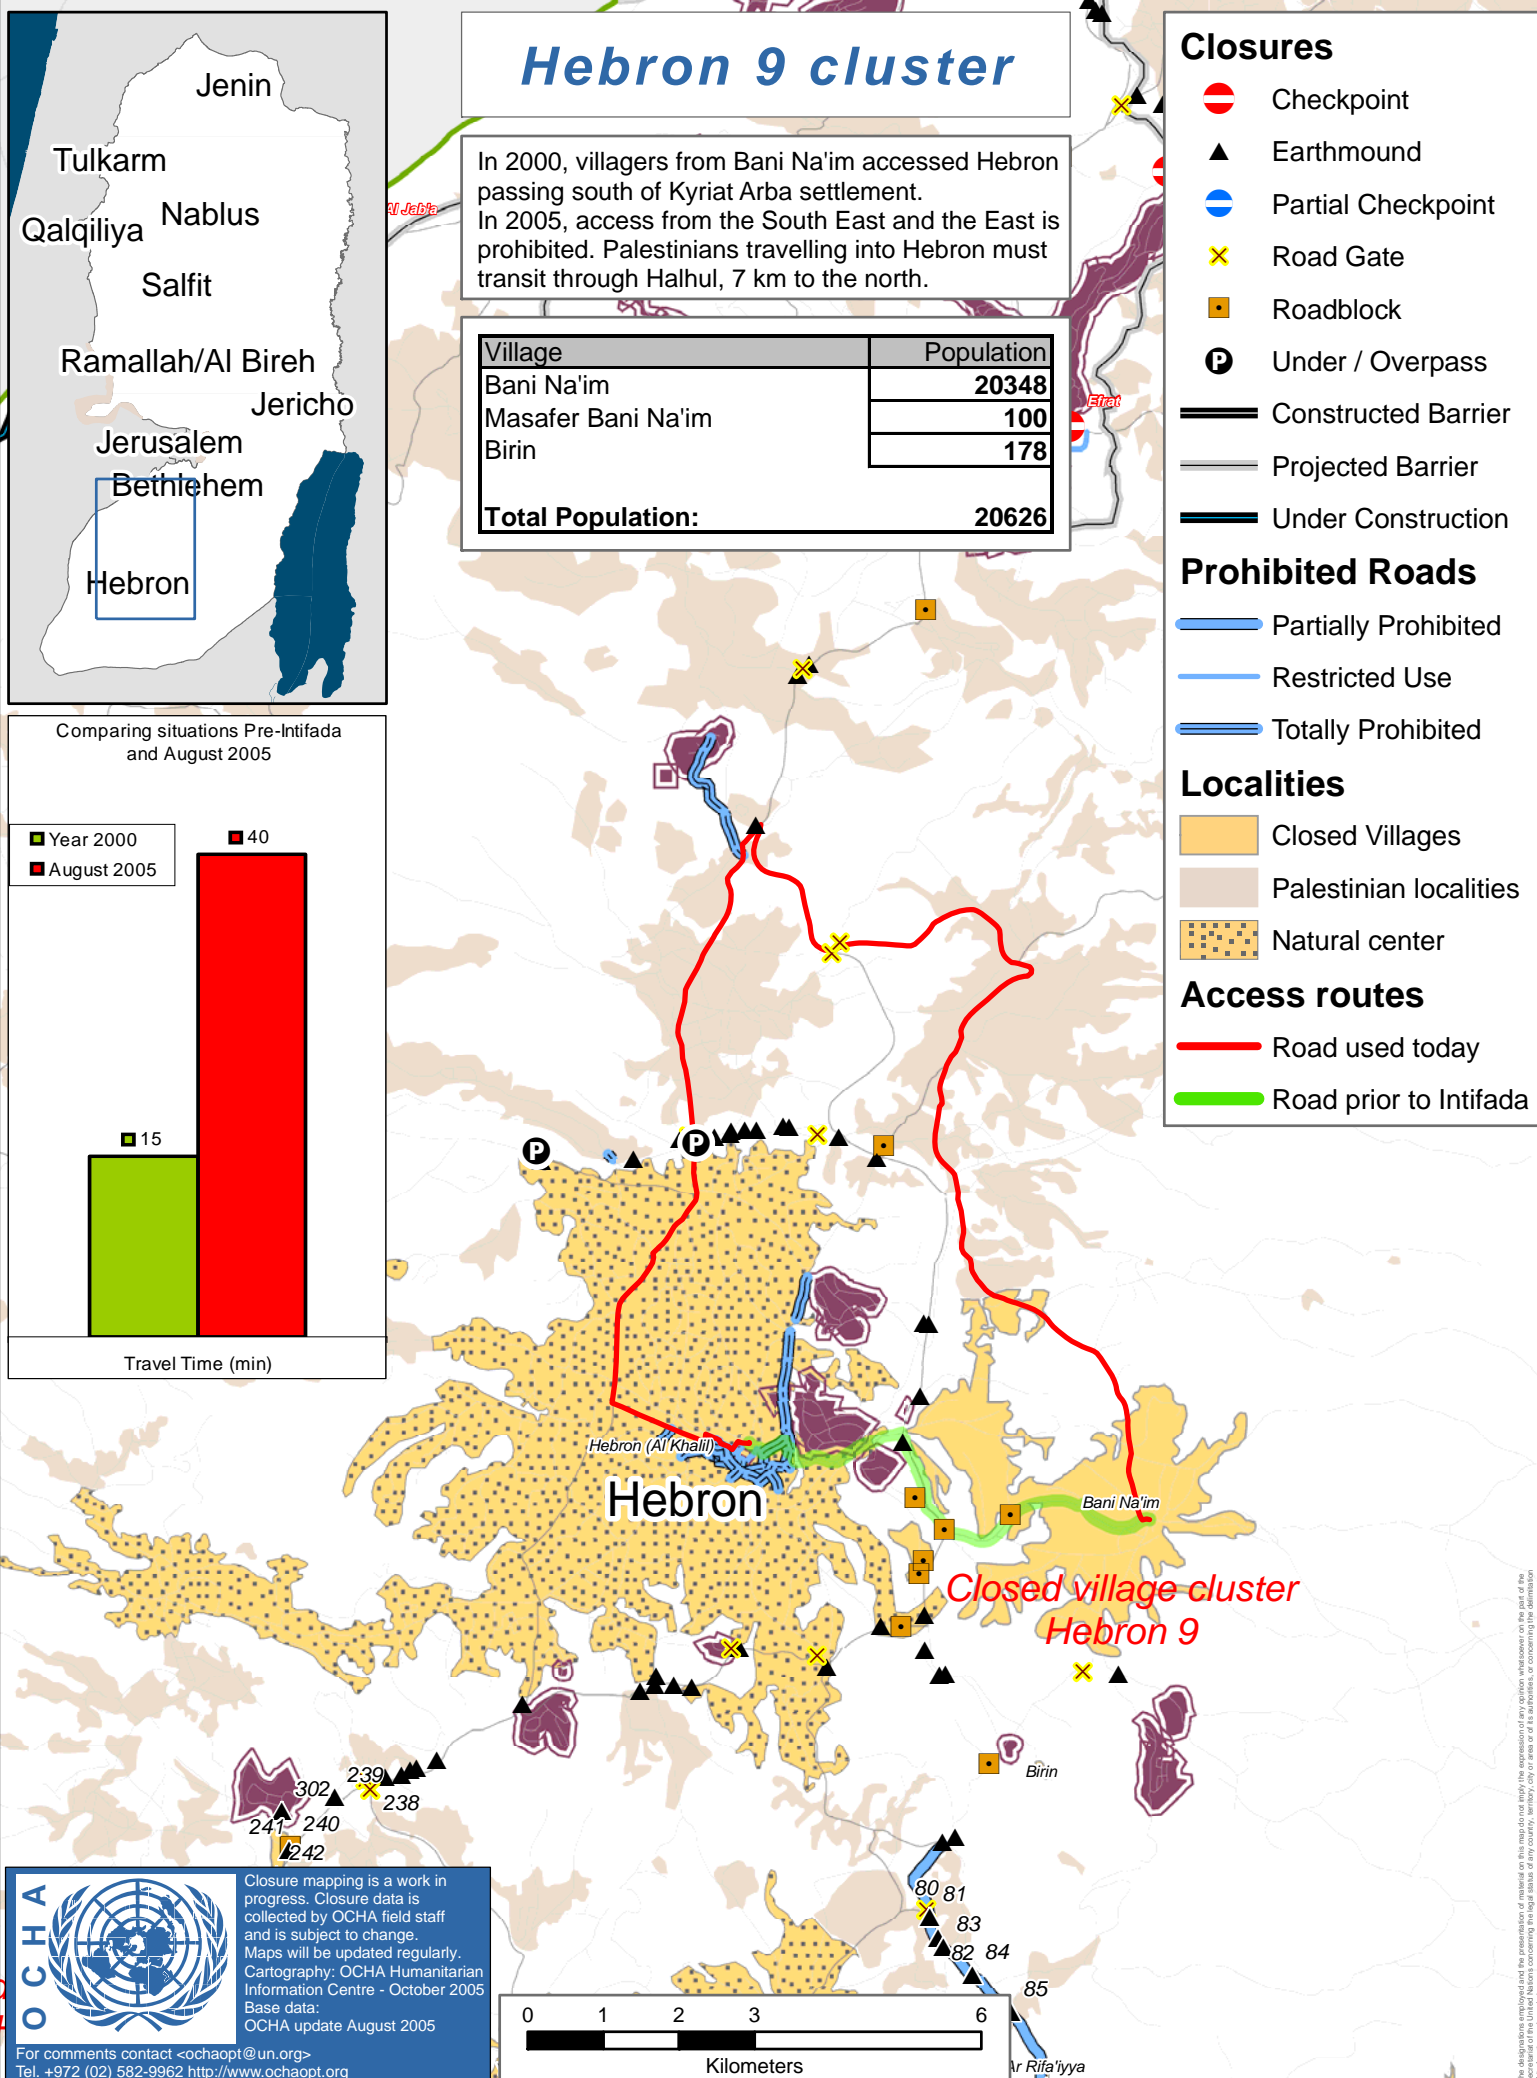 Hebron 9 cluster
In 2000, villagers from Bani Na'im accessed Hebron
passing south of Kyriat Arba settlement.
In 2005, access from the South East and the East is
prohibited. Palestinians travelling into Hebron must
transit through Halhul, 7 km to the north.
Village Population
Bani Na'im 20348
Masafer Bani Na'im 100
Birin 178
Total Population: 20626
Jenin
Tulkarm
Nablus
Qalqiliya
Salfit
Ramallah/Al Bireh
Jericho
Jerusalem
Bethlehem
Hebron
Al Jab'a
Efrat
Closures
Checkpoint
Earthmound
Partial Checkpoint
Road Gate
Roadblock
P Under / Overpass
Constructed Barrier
Projected Barrier
Under Construction
Prohibited Roads
Partially Prohibited
Restricted Use
Totally Prohibited
Localities
Closed Villages
Palestinian localities
Natural center
Access routes
Road used today
Road prior to Intifada
Comparing situations Pre-Intifada
and August 2005
Year 2000
August 2005
40
15
Travel Time (min)
P
P
Hebron (Al Khalil)
Hebron
Bani Na'im
Closed village cluster
Hebron 9
Birin
239
302
238
241
240
242
80
81
83
82
84
85
Ar Rifa'iyya
OCHA
Closure mapping is a work in
progress. Closure data is
collected by OCHA field staff
and is subject to change.
Maps will be updated regularly.
Cartography: OCHA Humanitarian
Information Centre - October 2005
Base data:
OCHA update August 2005
For comments contact <ochaopt@un.org>
Tel. +972 (02) 582-9962 http://www.ochaopt.org
0 1 2 3 6
Kilometers